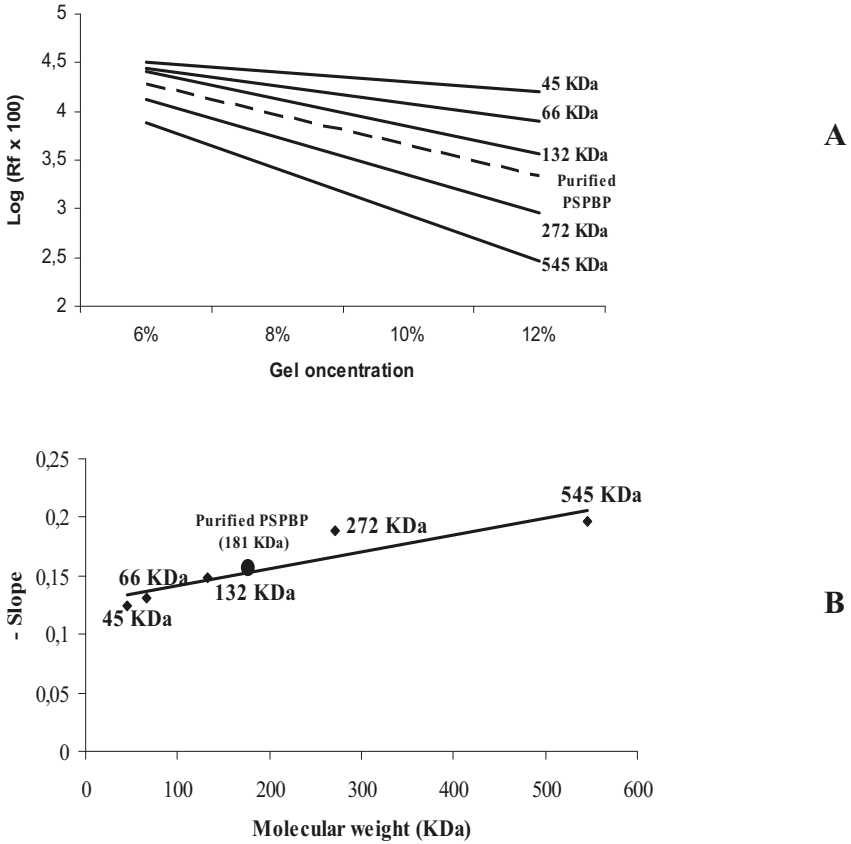 5
4,5
4
3,5
3
2,5
2
Log (Rf x 100)
45 KDa
66 KDa
132 KDa
Purified
PSPBP
272 KDa
545 KDa
6%
8%
10%
12%
Gel oncentration
A
0,25
0,2
0,15
0,1
0,05
0
- Slope
545 KDa
Purified PSPBP
(181 KDa)
272 KDa
66 KDa
132 KDa
45 KDa
0
100
200
300
400
500
600
Molecular weight (KDa)
B